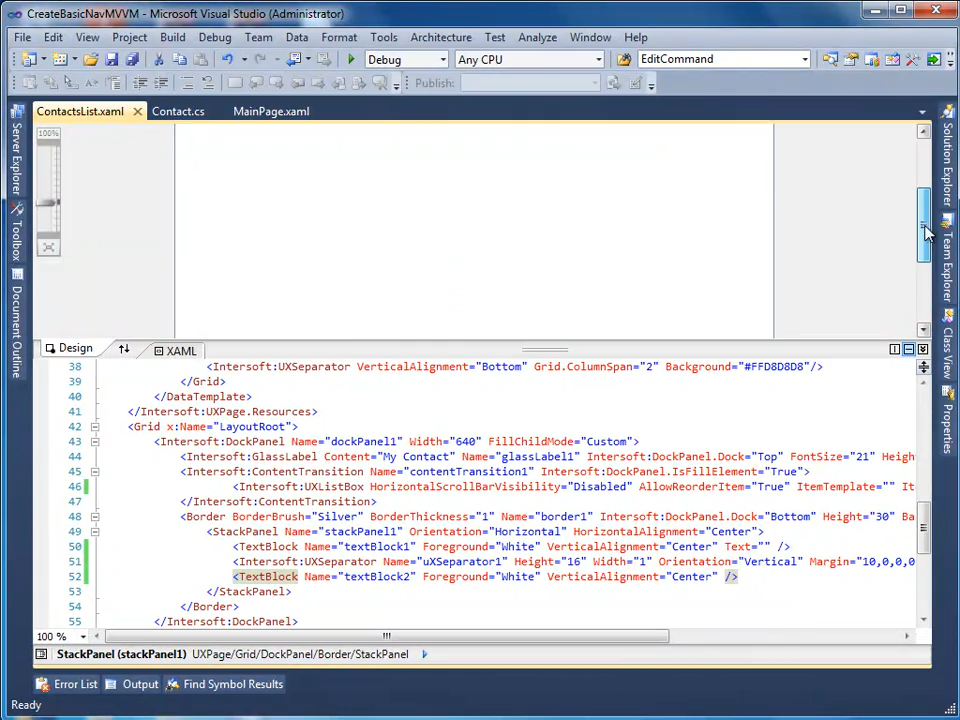 CreateBasicNavMVVM - Microsoft Visual Studio (Administrator)
File Edit View Project Build Debug Team Data Format Tools Architecture Test Analyze Window Help
Debug Any CPU EditCommand
Publish:
ContactsList.xaml Contact.cs MainPage.xaml
Server Explorer
Toolbox
Document Outline
100%
Solution Explorer
Team Explorer
Class View
Properties
Design XAML
38 <Intersoft:UXSeparator VerticalAlignment="Bottom" Grid.ColumnSpan="2" Background="#FFD8D8D8"/>
39 </Grid>
40 </DataTemplate>
41 </Intersoft:UXPage.Resources>
42 <Grid x:Name="LayoutRoot">
43 <Intersoft:DockPanel Name="dockPanel1" Width="640" FillChildMode="Custom">
44 <Intersoft:GlassLabel Content="My Contact" Name="glassLabel1" Intersoft:DockPanel.Dock="Top" FontSize="21" Height
45 <Intersoft:ContentTransition Name="contentTransition1" Intersoft:DockPanel.IsFillElement="True">
46 <Intersoft:UXListBox HorizontalScrollBarVisibility="Disabled" AllowReorderItem="True" ItemTemplate="" It
47 </Intersoft:ContentTransition>
48 <Border BorderBrush="Silver" BorderThickness="1" Name="border1" Intersoft:DockPanel.Dock="Bottom" Height="30" Ba
49 <StackPanel Name="stackPanel1" Orientation="Horizontal" HorizontalAlignment="Center">
50 <TextBlock Name="textBlock1" Foreground="White" VerticalAlignment="Center" Text="" />
51 <Intersoft:UXSeparator Name="uXSeparator1" Height="16" Width="1" Orientation="Vertical" Margin="10,0,0,0
52 <TextBlock Name="textBlock2" Foreground="White" VerticalAlignment="Center" />
53 </StackPanel>
54 </Border>
55 </Intersoft:DockPanel>
100 %
StackPanel (stackPanel1) UXPage/Grid/DockPanel/Border/StackPanel
Error List Output Find Symbol Results
Ready